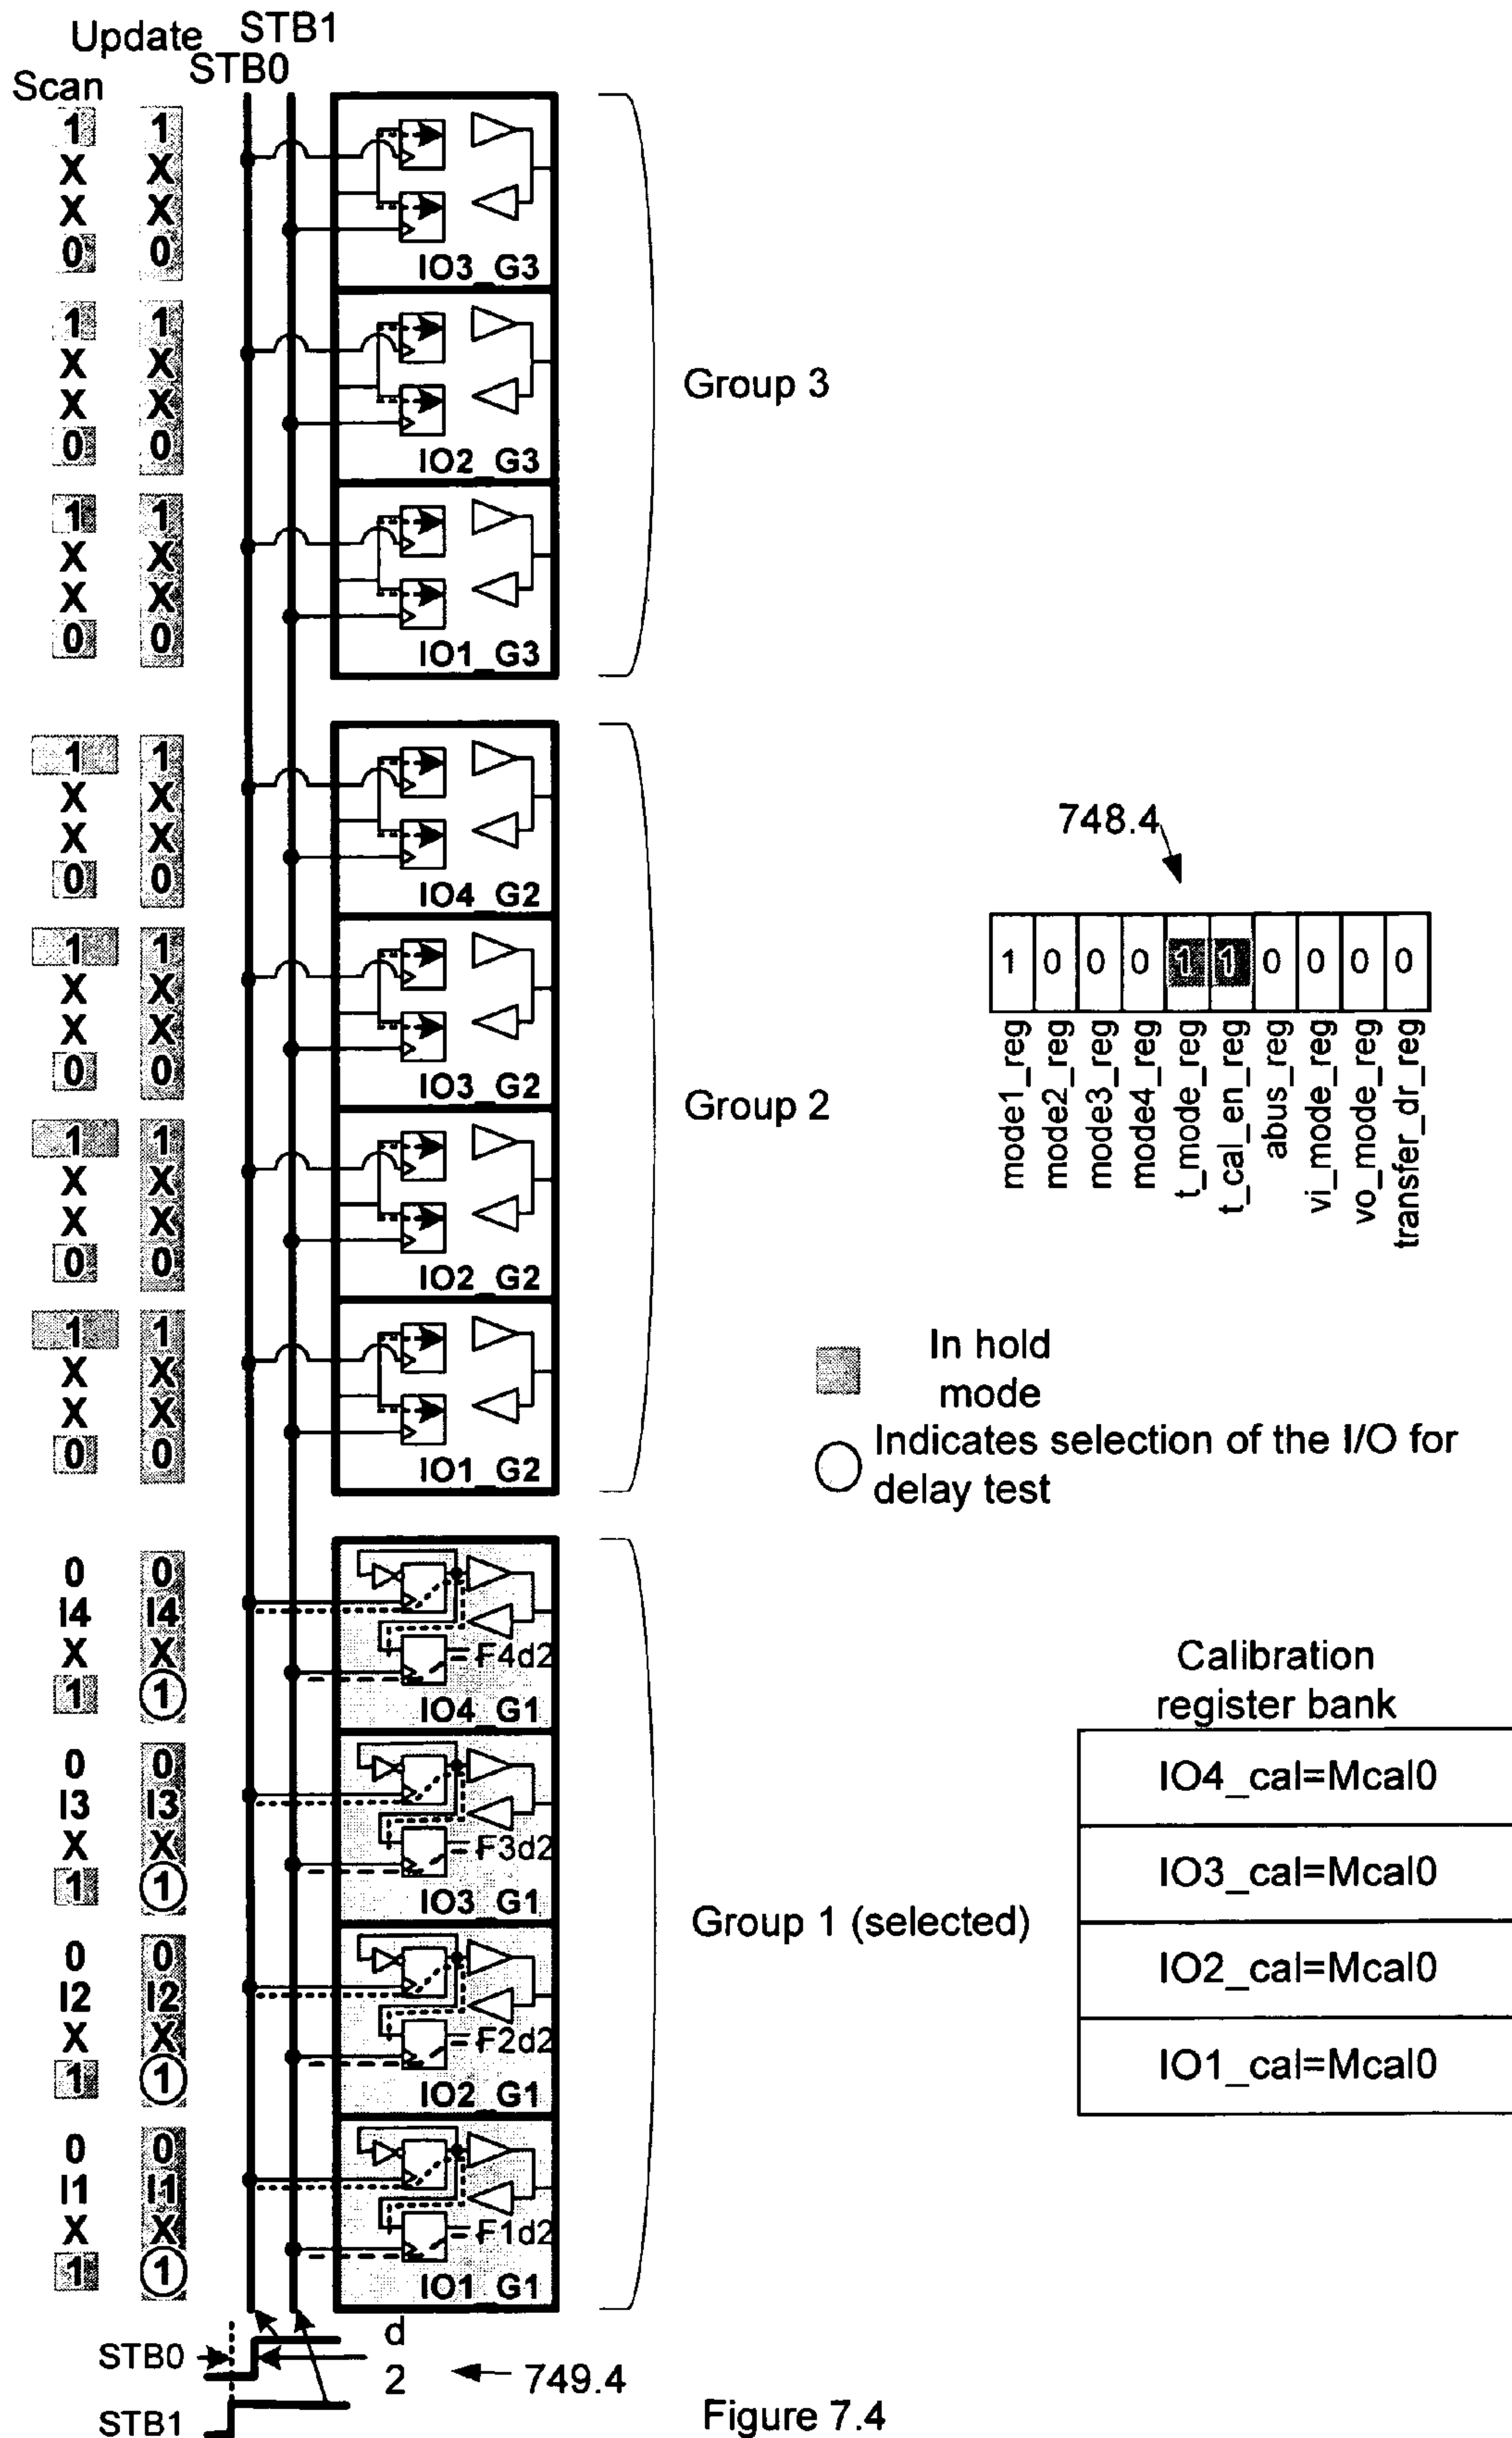 Update
STB1
STB0
Scan
1 1
X X
X X
0 0
IO3_G3
1 1
X X
X X
0 0
IO2_G3
1 1
X X
X X
0 0
IO1_G3
Group 3
1 1
X X
X X
0 0
IO4_G2
1 1
X X
X X
0 0
IO3_G2
1 1
X X
X X
0 0
IO2_G2
1 1
X X
X X
0 0
IO1_G2
Group 2
748.4
1 0 0 0 1 1 0 0 0 0
mode1_reg
mode2_reg
mode3_reg
mode4_reg
t_mode_reg
t_cal_en_reg
abus_reg
vi_mode_reg
vo_mode_reg
transfer_dr_reg
In hold
mode
Indicates selection of the I/O for
delay test
0 0
I4 I4
X X
1 1
F4d2
IO4_G1
0 0
I3 I3
X X
1 1
F3d2
IO3_G1
0 0
I2 I2
X X
1 1
F2d2
IO2_G1
0 0
I1 I1
X X
1 1
F1d2
IO1_G1
Group 1 (selected)
Calibration
register bank
IO4_cal=Mcal0
IO3_cal=Mcal0
IO2_cal=Mcal0
IO1_cal=Mcal0
STB0
d
2
749.4
STB1
Figure 7.4